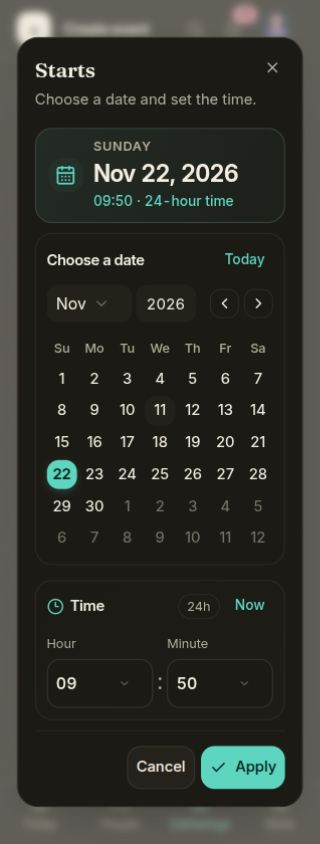 Create event
Starts
Choose a date and set the time.
SUNDAY
Nov 22, 2026
09:50 · 24-hour time
Choose a date
Today
Nov
2026
Su Mo Tu We Th Fr Sa
1 2 3 4 5 6 7
8 9 10 11 12 13 14
15 16 17 18 19 20 21
22 23 24 25 26 27 28
29 30 1 2 3 4 5
6 7 8 9 10 11 12
Time
24h
Now
Hour
Minute
09 : 50
Cancel
Apply